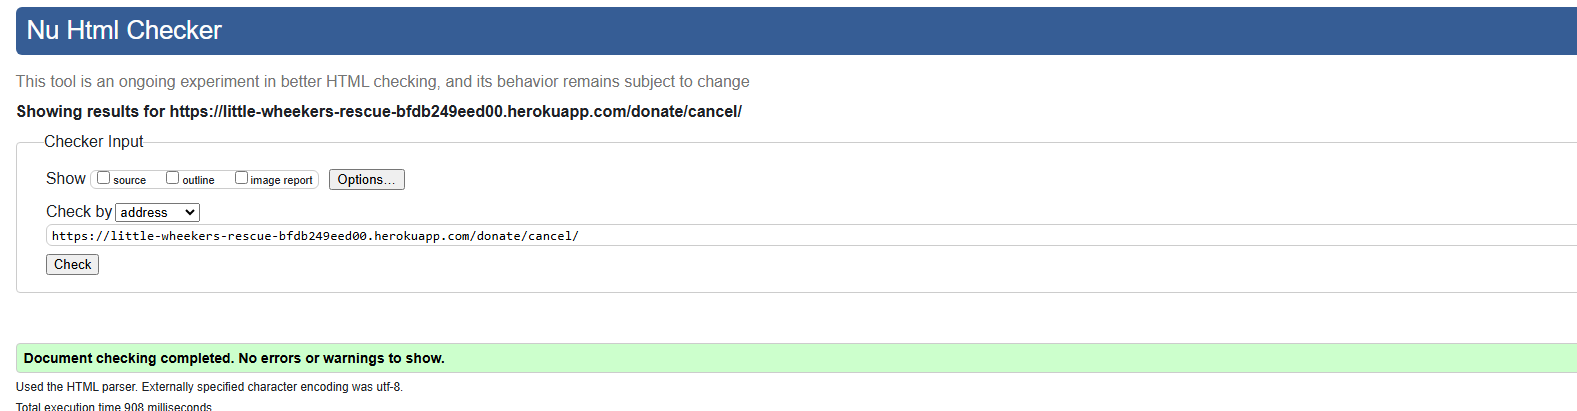 Nu Html Checker
This tool is an ongoing experiment in better HTML checking, and its behavior remains subject to change
Showing results for https://little-wheekers-rescue-bfdb249eed00.herokuapp.com/donate/cancel/
Checker Input
Show source outline image report Options...
Check by address
https://little-wheekers-rescue-bfdb249eed00.herokuapp.com/donate/cancel/
Check
Document checking completed. No errors or warnings to show.
Used the HTML parser. Externally specified character encoding was utf-8.
Total execution time 908 milliseconds